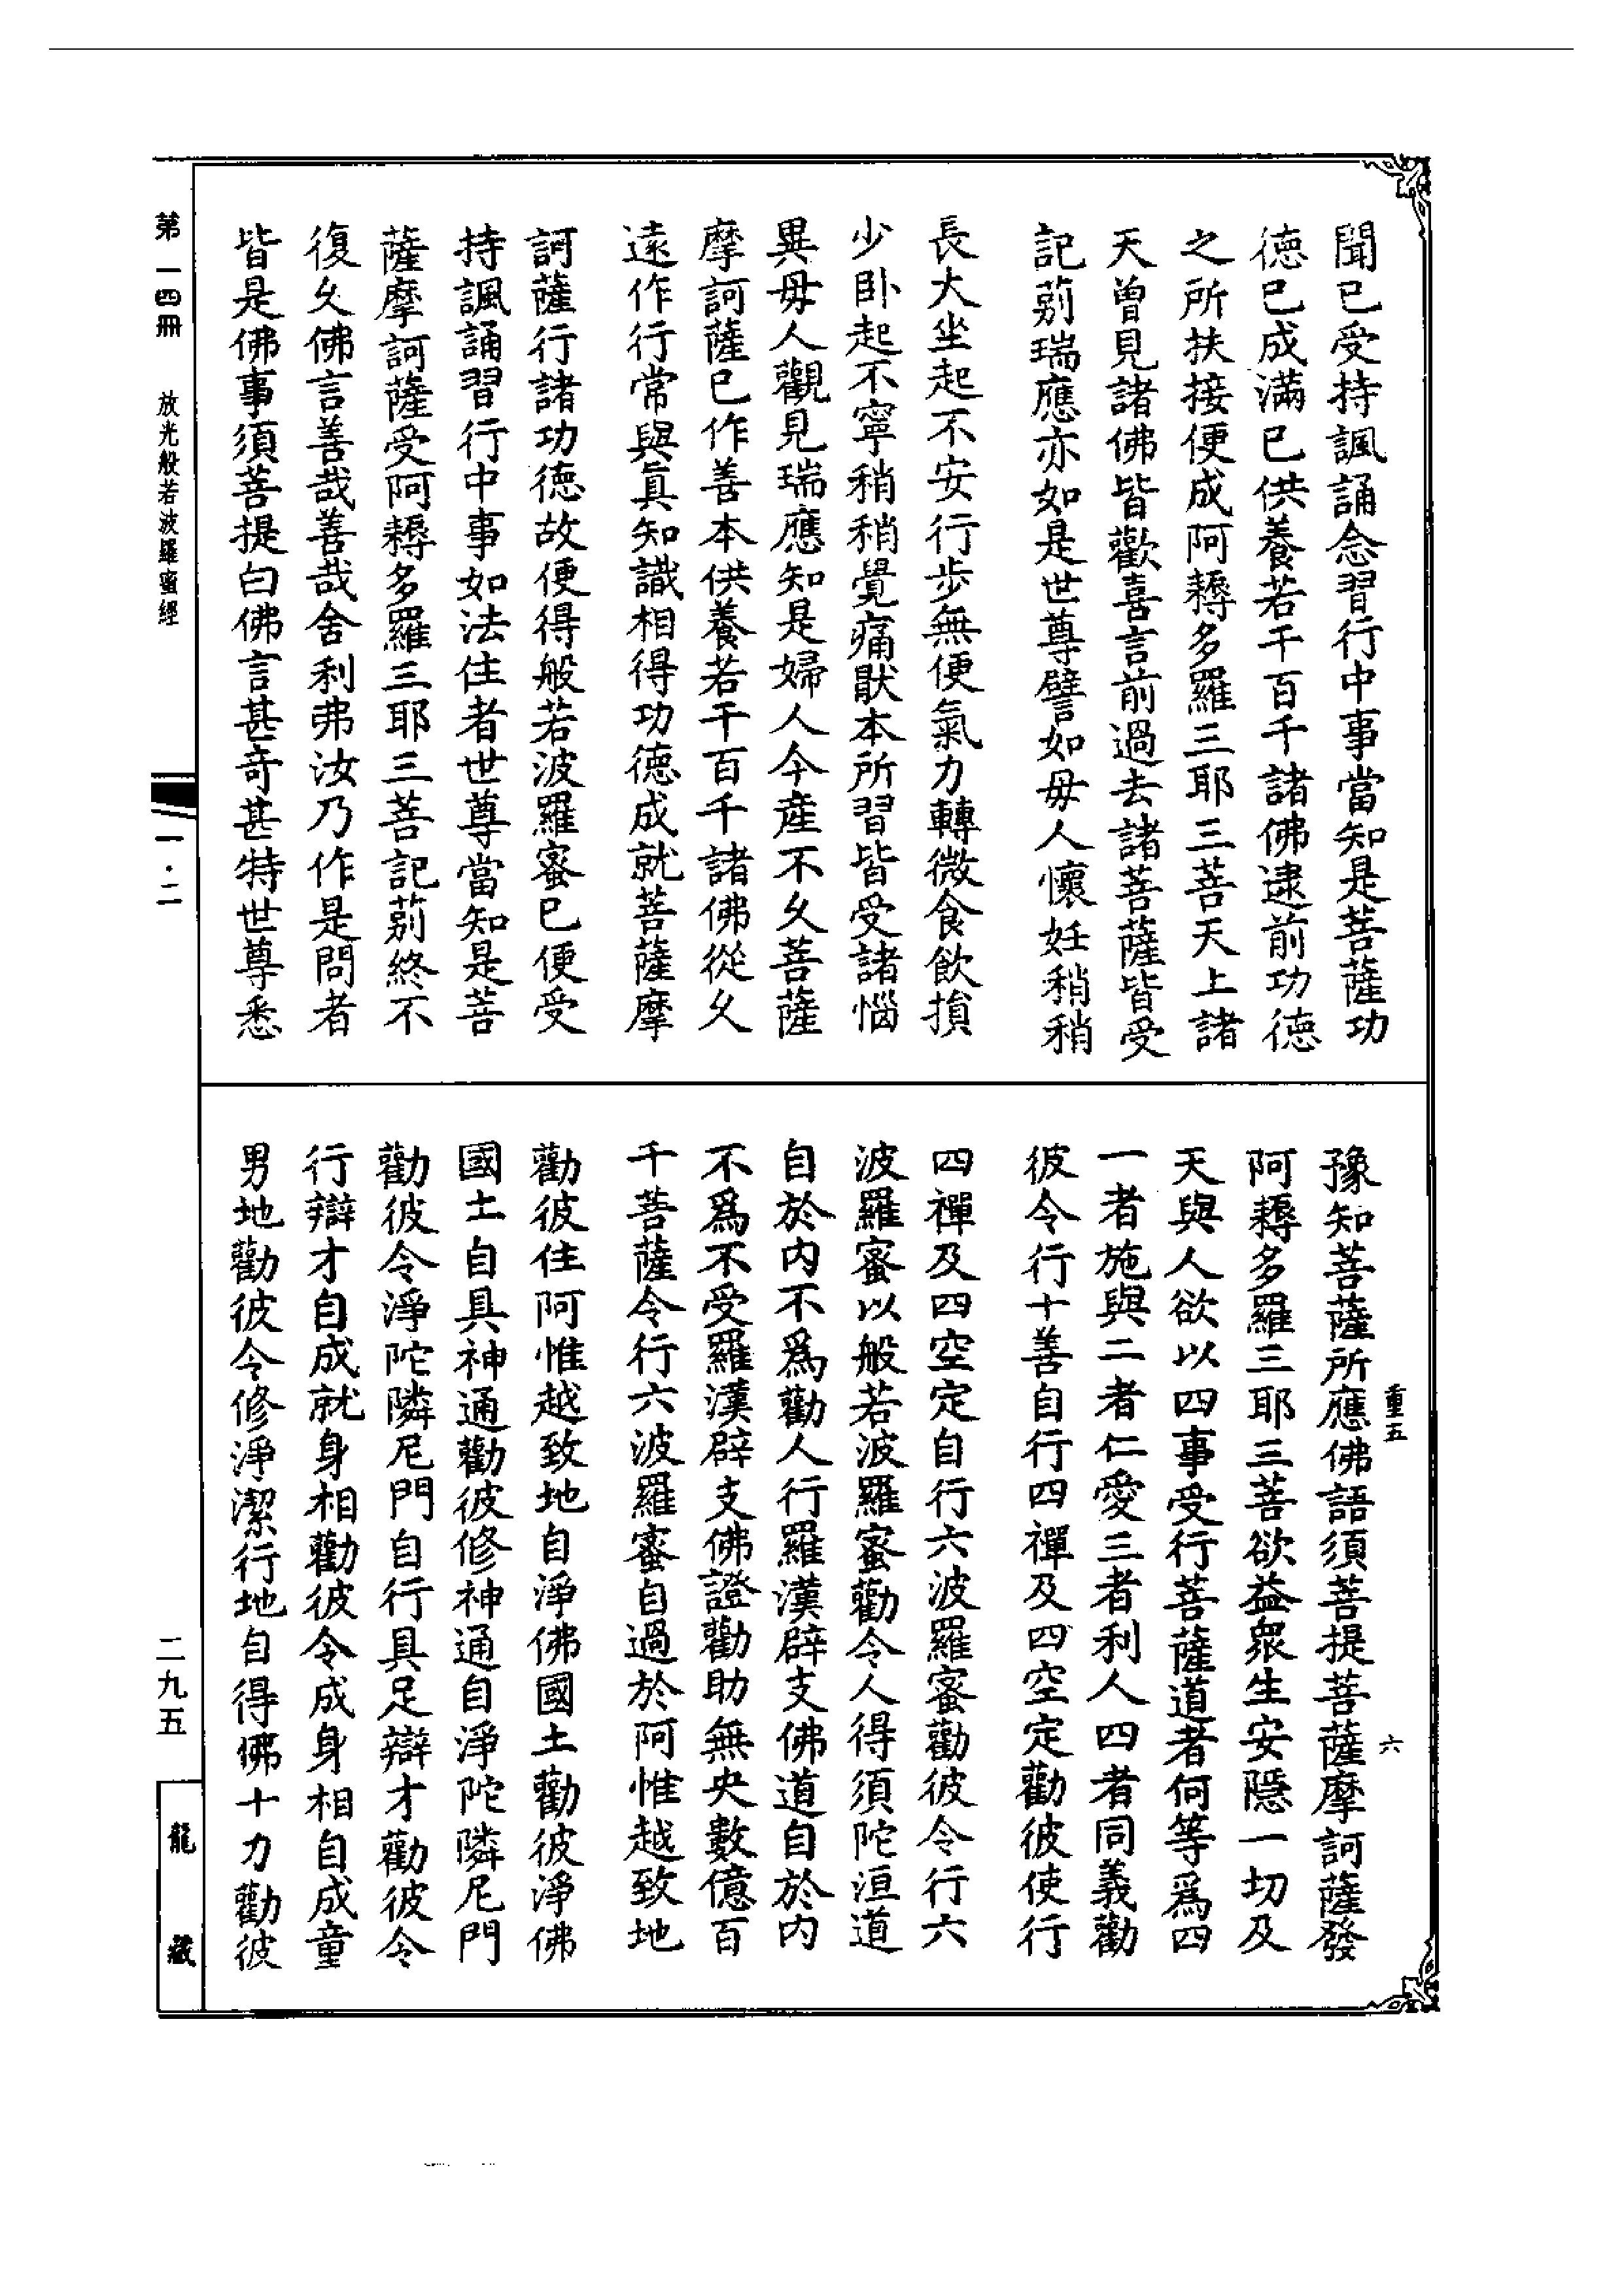 聞已受持諷誦念習行中事當知是菩薩功
德已成滿已供養若干百千諸佛逮前功德
之所扶接便成阿耨多羅三耶三菩天上諸
天曾見諸佛皆歡喜言前過去諸菩薩皆受
記莂瑞應亦如是世尊譬如母人懷妊稍稍
長大坐起不安行步無便氣力轉微食飲損
少卧起不寧稍稍覺痛猒本所習皆受諸惱
異母人觀見瑞應知是婦人今產不久菩薩
摩訶薩已作善本供養若干百千諸佛從久
遠作行常與眞知識相得功德成就菩薩摩
訶薩行諸功德故便得般若波羅蜜已便受
持諷誦習行中事如法住者世尊當知是菩
薩摩訶薩受阿耨多羅三耶三菩記莂終不
復久佛言善哉善哉舍利弗汝乃作是問者
皆是佛事須菩提白佛言甚奇甚特世尊悉
豫知菩薩所應佛語須菩提菩薩摩訶薩發
阿耨多羅三耶三菩欲益衆生安隱一切及
天與人欲以四事受行菩薩道者何等爲四
一者施與二者仁愛三者利人四者同義勸
彼令行十善自行四禪及四空定勸彼使行
四禪及四空定自行六波羅蜜勸彼令行六
波羅蜜以般若波羅蜜勸令人得須陀洹道
自於内不爲勸人行羅漢辟支佛道自於内
不爲不受羅漢辟支佛證勸助無央數億百
千菩薩令行六波羅蜜自過於阿惟越致地
勸彼住阿惟越致地自淨佛國土勸彼淨佛
國土自具神通勸彼修神通自淨陀隣尼門
勸彼令淨陀隣尼門自行具足辯才勸彼令
行辯才自成就身相勸彼令成身相自成童
男地勸彼令修淨潔行地自得佛十力勸彼
重五
六
第一四冊
放光般若波羅蜜經
一·二
二九五
龍藏